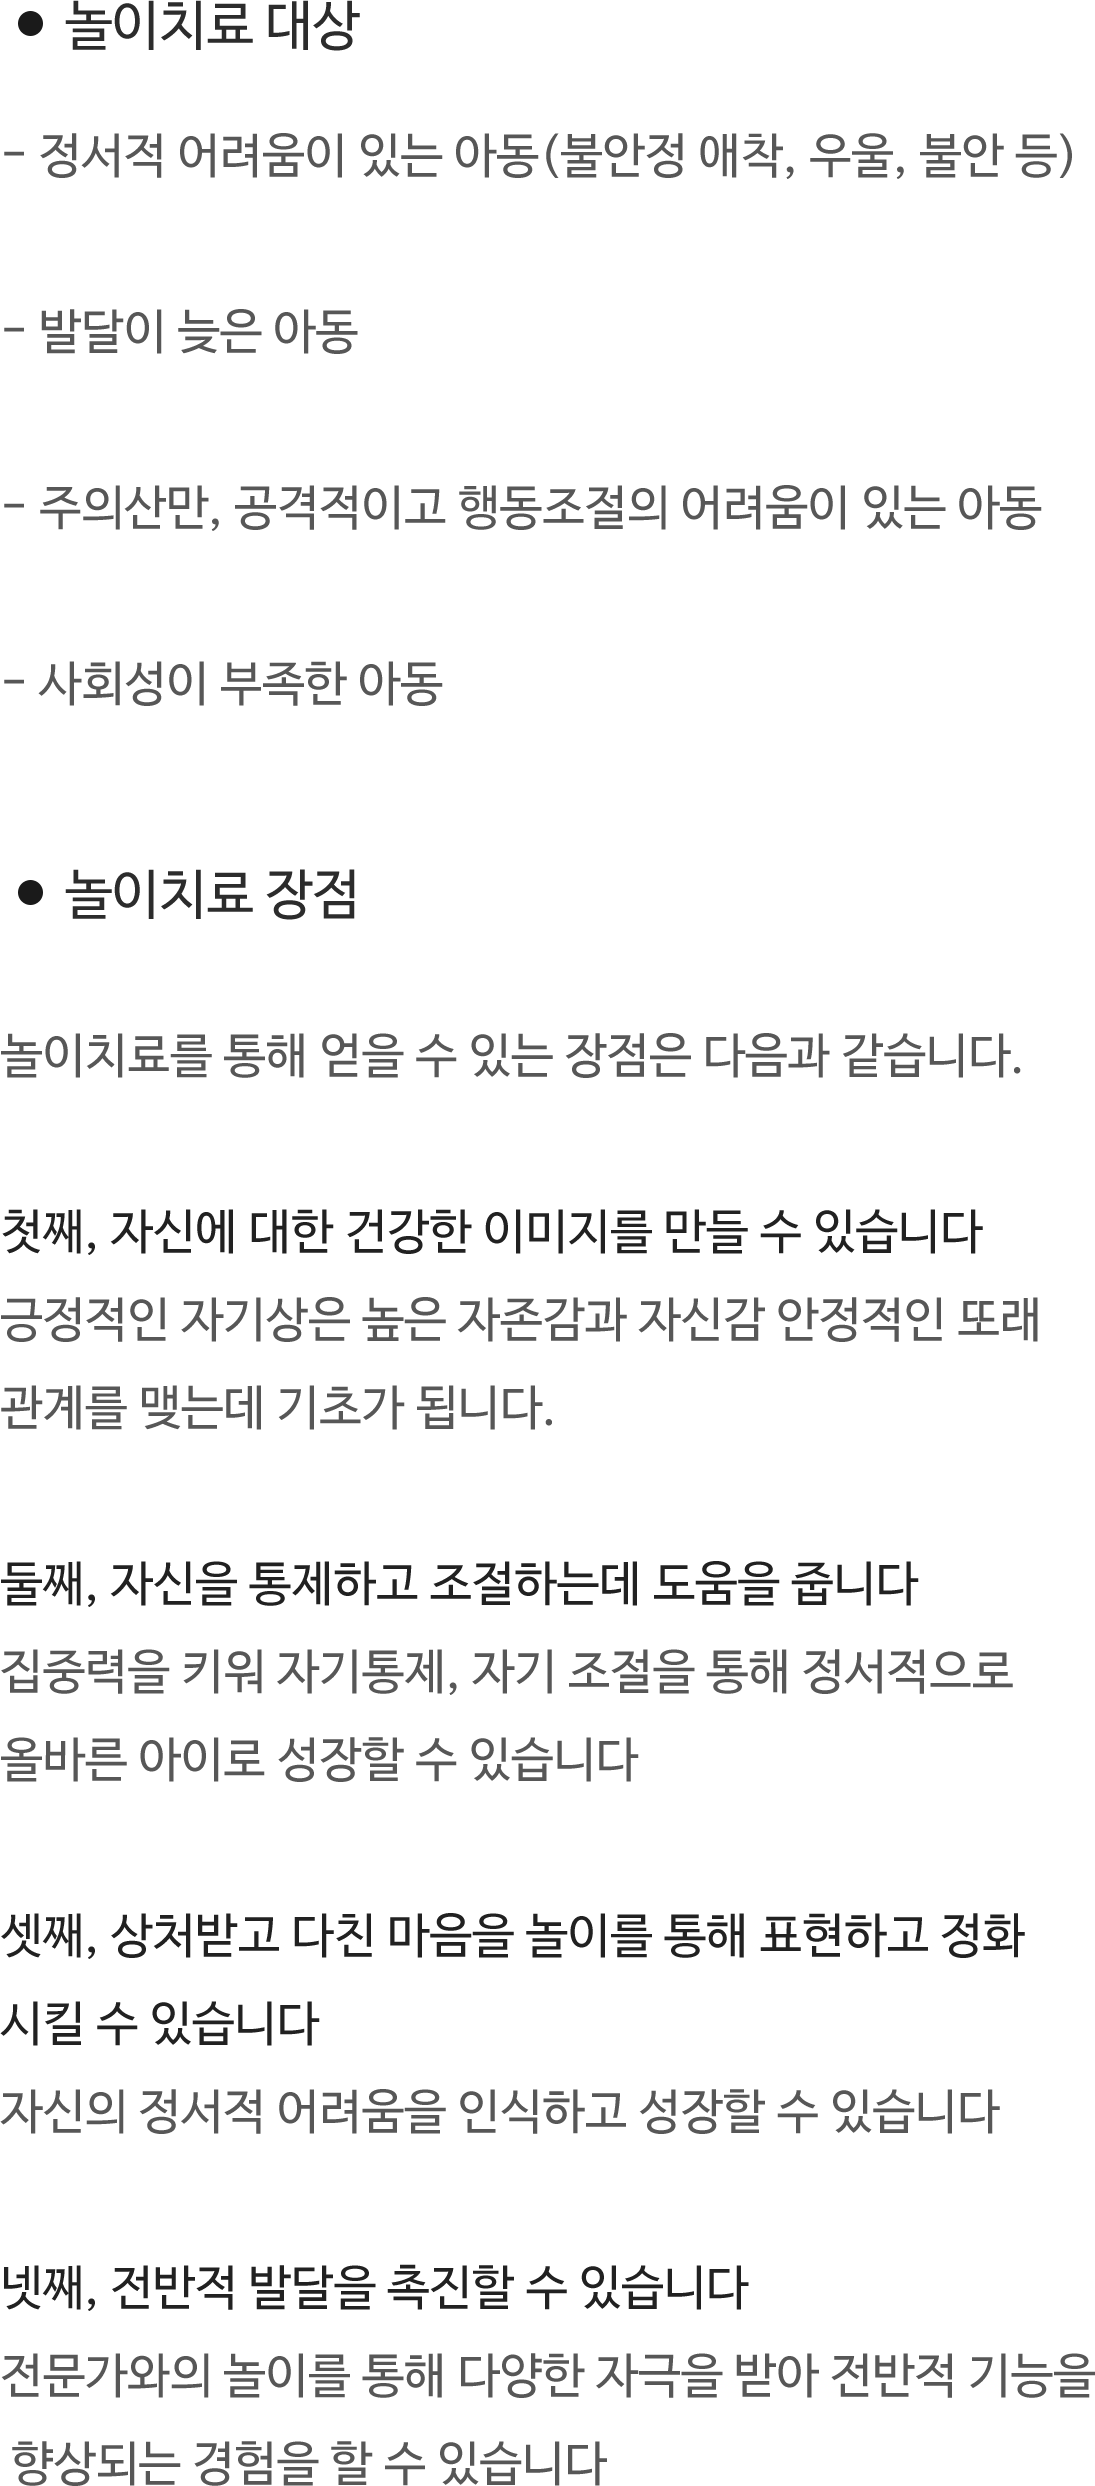 ● 놀이치료 대상
- 정서적 어려움이 있는 아동(불안정 애착, 우울, 불안 등)
- 발달이 늦은 아동
- 주의산만, 공격적이고 행동조절의 어려움이 있는 아동
- 사회성이 부족한 아동
● 놀이치료 장점
놀이치료를 통해 얻을 수 있는 장점은 다음과 같습니다.
첫째, 자신에 대한 건강한 이미지를 만들 수 있습니다
긍정적인 자기상은 높은 자존감과 자신감 안정적인 또래
관계를 맺는데 기초가 됩니다.
둘째, 자신을 통제하고 조절하는데 도움을 줍니다
집중력을 키워 자기통제, 자기 조절을 통해 정서적으로
올바른 아이로 성장할 수 있습니다
셋째, 상처받고 다친 마음을 놀이를 통해 표현하고 정화
시킬 수 있습니다
자신의 정서적 어려움을 인식하고 성장할 수 있습니다
넷째, 전반적 발달을 촉진할 수 있습니다
전문가와의 놀이를 통해 다양한 자극을 받아 전반적 기능을
향상되는 경험을 할 수 있습니다